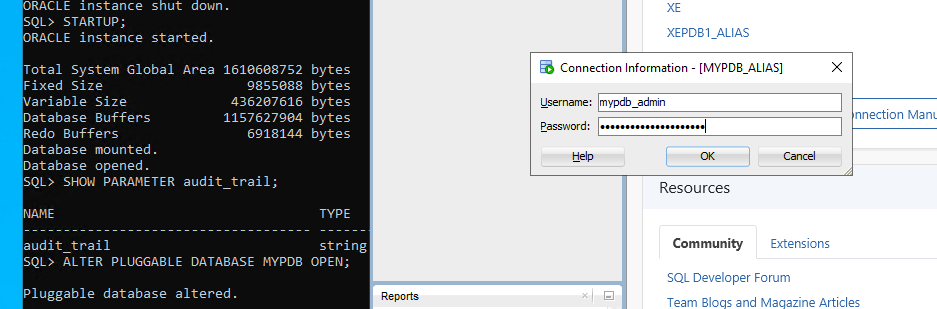 ORACLE instance shut down.
SQL> STARTUP;
ORACLE instance started.
Total System Global Area 1610608752 bytes
Fixed Size 9855088 bytes
Variable Size 436207616 bytes
Database Buffers 1157627904 bytes
Redo Buffers 6918144 bytes
Database mounted.
Database opened.
SQL> SHOW PARAMETER audit_trail;
NAME TYPE
------------------------------------ -------
audit_trail string
SQL> ALTER PLUGGABLE DATABASE MYPDB OPEN;
Pluggable database altered.
Reports
XE
XEPDB1_ALIAS
Connection Information - [MYPDB_ALIAS]
Username: mypdb_admin
Password: •••••••••••••••••••••
Help OK Cancel
Resources
Community Extensions
SQL Developer Forum
Team Blogs and Magazine Articles